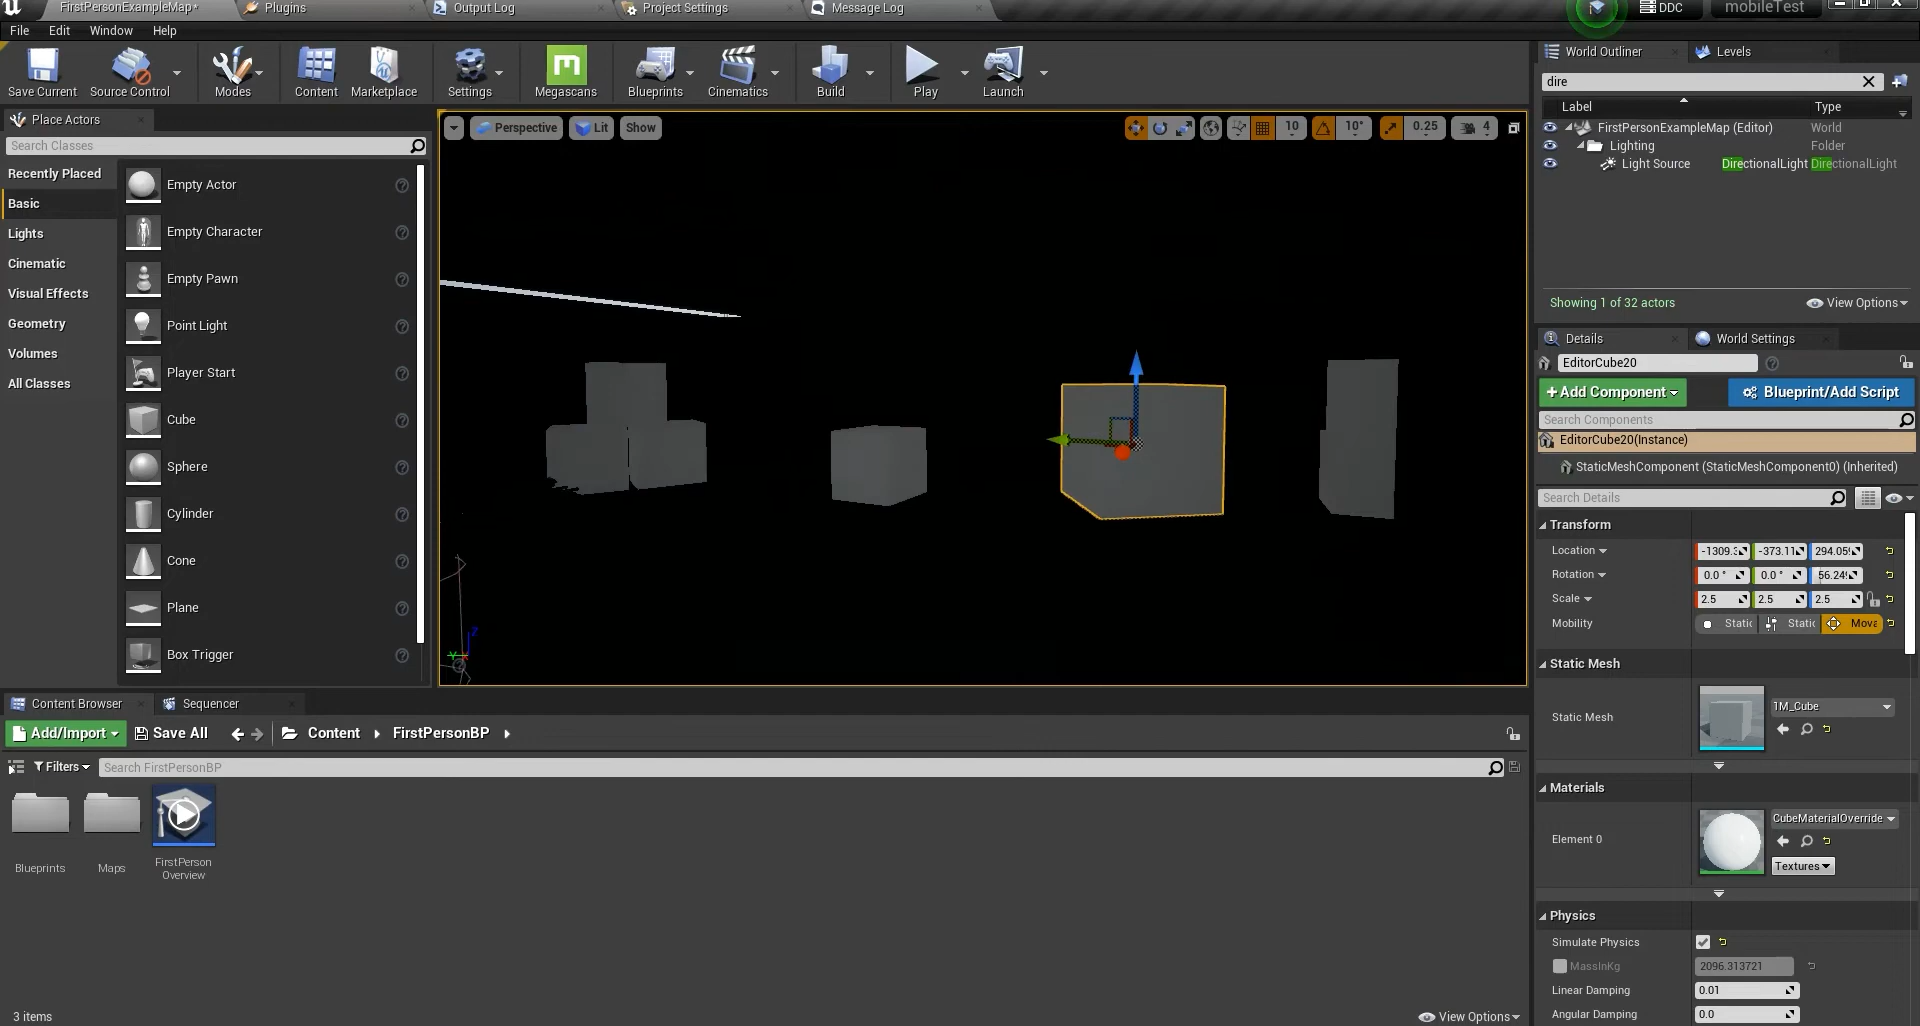 FirstPersonExampleMap*
Plugins
Output Log
Project Settings
Message Log
DDC
mobileTest
File Edit Window Help
Save Current
Source Control
Modes
Content
Marketplace
Settings
Megascans
Blueprints
Cinematics
Build
Play
Launch
Place Actors
Search Classes
Recently Placed
Basic
Lights
Cinematic
Visual Effects
Geometry
Volumes
All Classes
Empty Actor
Empty Character
Empty Pawn
Point Light
Player Start
Cube
Sphere
Cylinder
Cone
Plane
Box Trigger
Perspective
Lit
Show
10
10°
0.25
4
Z
Y
World Outliner
Levels
dire
Label Type
FirstPersonExampleMap (Editor) World
Lighting Folder
Light Source DirectionalLight DirectionalLight
Showing 1 of 32 actors
View Options
Details
World Settings
EditorCube20
+Add Component
Blueprint/Add Script
Search Components
EditorCube20(Instance)
StaticMeshComponent (StaticMeshComponent0) (Inherited)
Search Details
Transform
Location -1309.3 -373.11 294.05
Rotation 0.0 ° 0.0 ° 56.24
Scale 2.5 2.5 2.5
Mobility Static Static Mova
Static Mesh
Static Mesh
1M_Cube
Materials
Element 0
CubeMaterialOverride
Textures
Physics
Simulate Physics
MassInKg 2096.313721
Linear Damping 0.01
Angular Damping 0.0
Content Browser
Sequencer
Add/Import
Save All
Content
FirstPersonBP
Filters
Search FirstPersonBP
Blueprints
Maps
FirstPerson
Overview
3 items
View Options